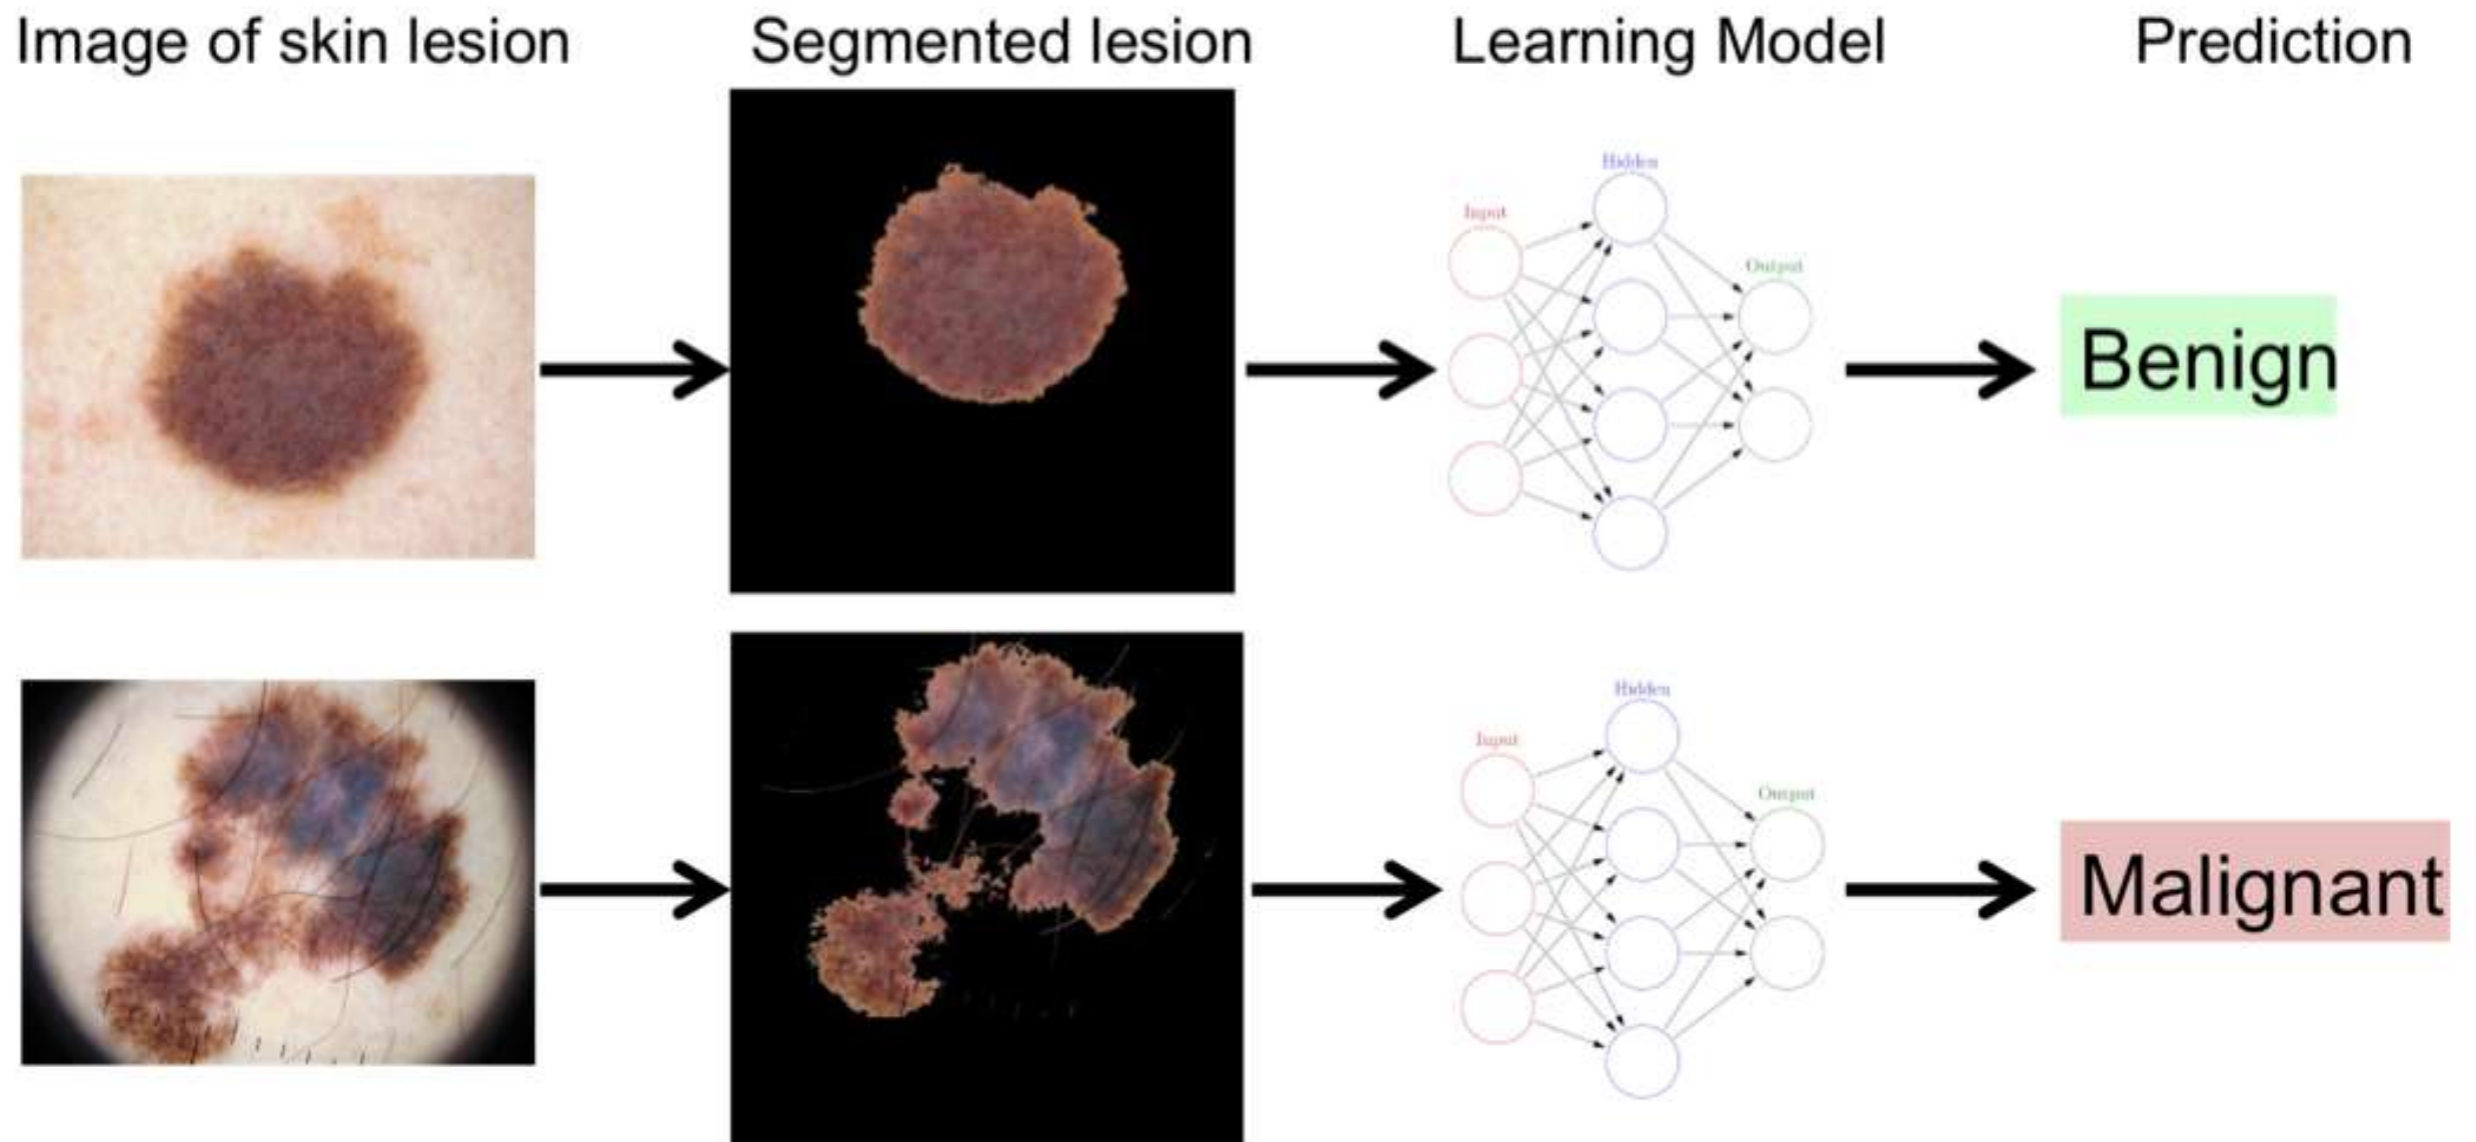 Image of skin lesion
Segmented lesion
Learning Model
Prediction
Hidden
Input
Output
Benign
Hidden
Input
Output
Malignant